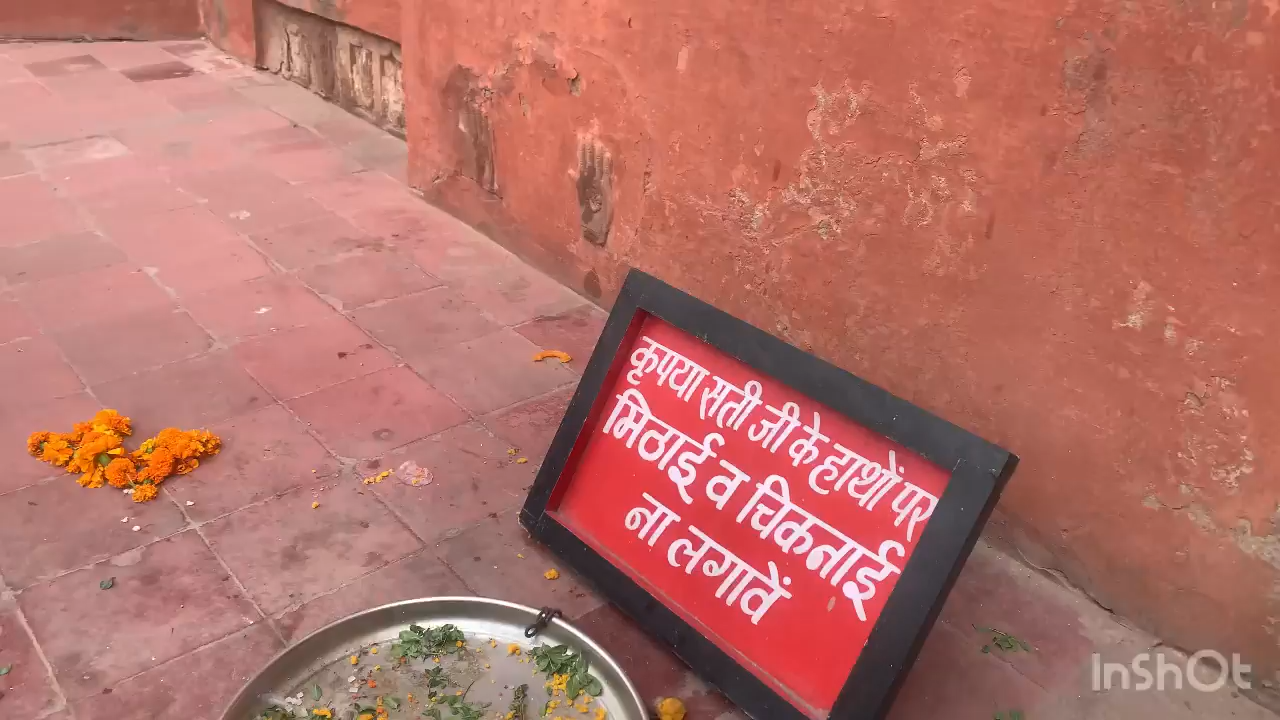 कृपया सती जी के हाथों पर
मिठाई व चिकनाई
ना लगावें
InShOt